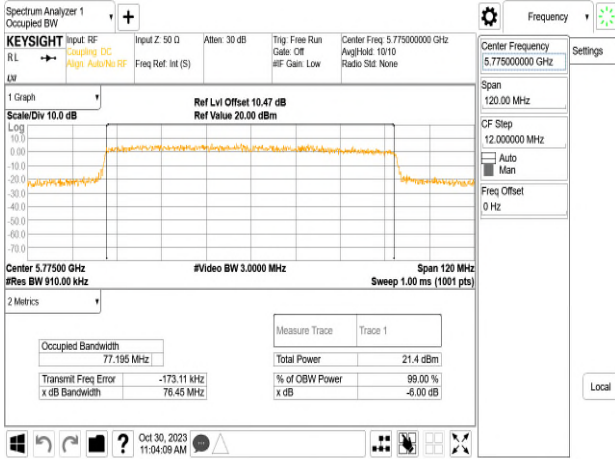 Spectrum Analyzer 1
Occupied BW
Frequency
KEYSIGHT
RL
Input: RF
Coupling: DC
Align: Auto/No RF
Input Z: 50 Ω
Freq Ref: Int (S)
Atten: 30 dB
Trig: Free Run
Gate: Off
#IF Gain: Low
Center Freq: 5.775000000 GHz
Avg|Hold: 10/10
Radio Std: None
LXI
1 Graph
Scale/Div 10.0 dB
Ref Lvl Offset 10.47 dB
Ref Value 20.00 dBm
Log
10.0
0.00
-10.0
-20.0
-30.0
-40.0
-50.0
-60.0
-70.0
Center 5.77500 GHz
#Res BW 910.00 kHz
#Video BW 3.0000 MHz
Span 120 MHz
Sweep 1.00 ms (1001 pts)
2 Metrics
Measure Trace
Trace 1
Occupied Bandwidth
77.195 MHz
Total Power
21.4 dBm
Transmit Freq Error
-173.11 kHz
% of OBW Power
99.00 %
x dB Bandwidth
76.45 MHz
x dB
-6.00 dB
Oct 30, 2023
11:04:09 AM
Center Frequency
5.775000000 GHz
Settings
Span
120.00 MHz
CF Step
12.000000 MHz
Auto
Man
Freq Offset
0 Hz
Local